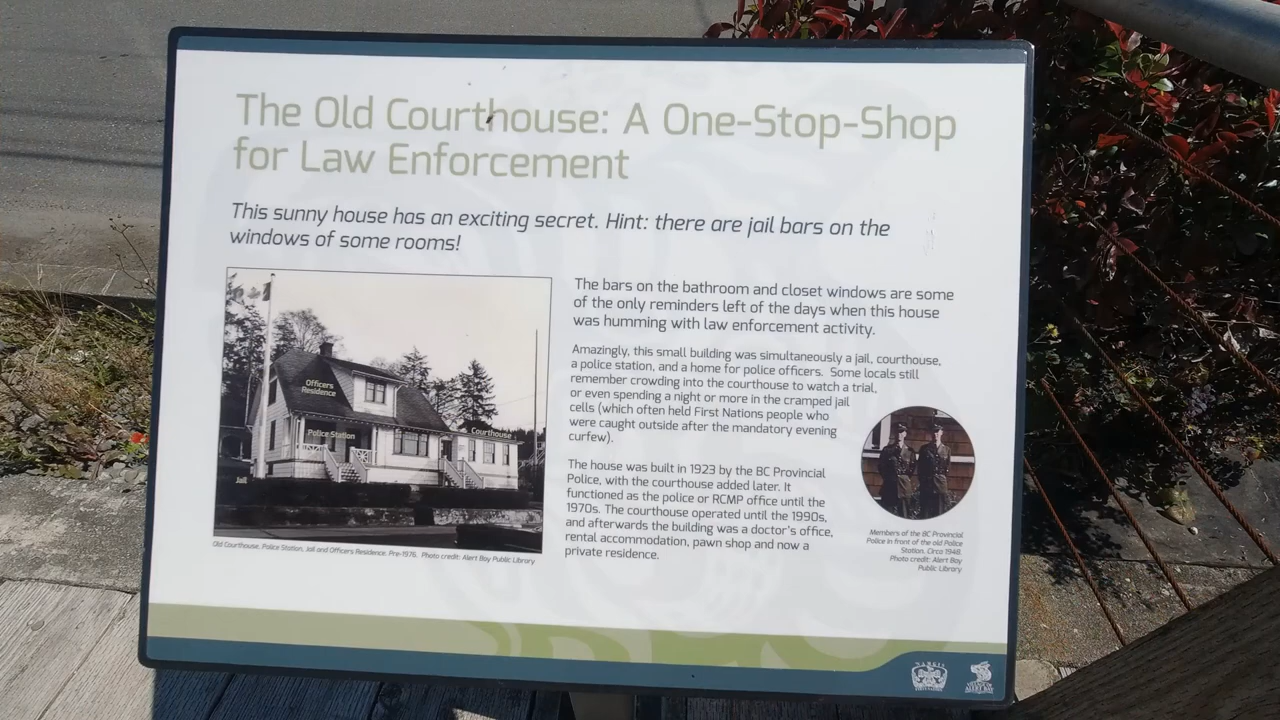 The Old Courthouse: A One-Stop-Shop
for Law Enforcement
This sunny house has an exciting secret. Hint: there are jail bars on the
windows of some rooms!
Officers
Residence
Police Station
Courthouse
Jail
Old Courthouse, Police Station, Jail and Officers Residence. Pre-1976. Photo credit: Alert Bay Public Library
The bars on the bathroom and closet windows are some
of the only reminders left of the days when this house
was humming with law enforcement activity.
Amazingly, this small building was simultaneously a jail, courthouse,
a police station, and a home for police officers. Some locals still
remember crowding into the courthouse to watch a trial,
or even spending a night or more in the cramped jail
cells (which often held First Nations people who
were caught outside after the mandatory evening
curfew).
The house was built in 1923 by the BC Provincial
Police, with the courthouse added later. It
functioned as the police or RCMP office until the
1970s. The courthouse operated until the 1990s,
and afterwards the building was a doctor's office,
rental accommodation, pawn shop and now a
private residence.
Members of the BC Provincial
Police in front of the old Police
Station. Circa 1948.
Photo credit: Alert Bay
Public Library
'NAMGIS
VILLAGE OF
ALERT BAY